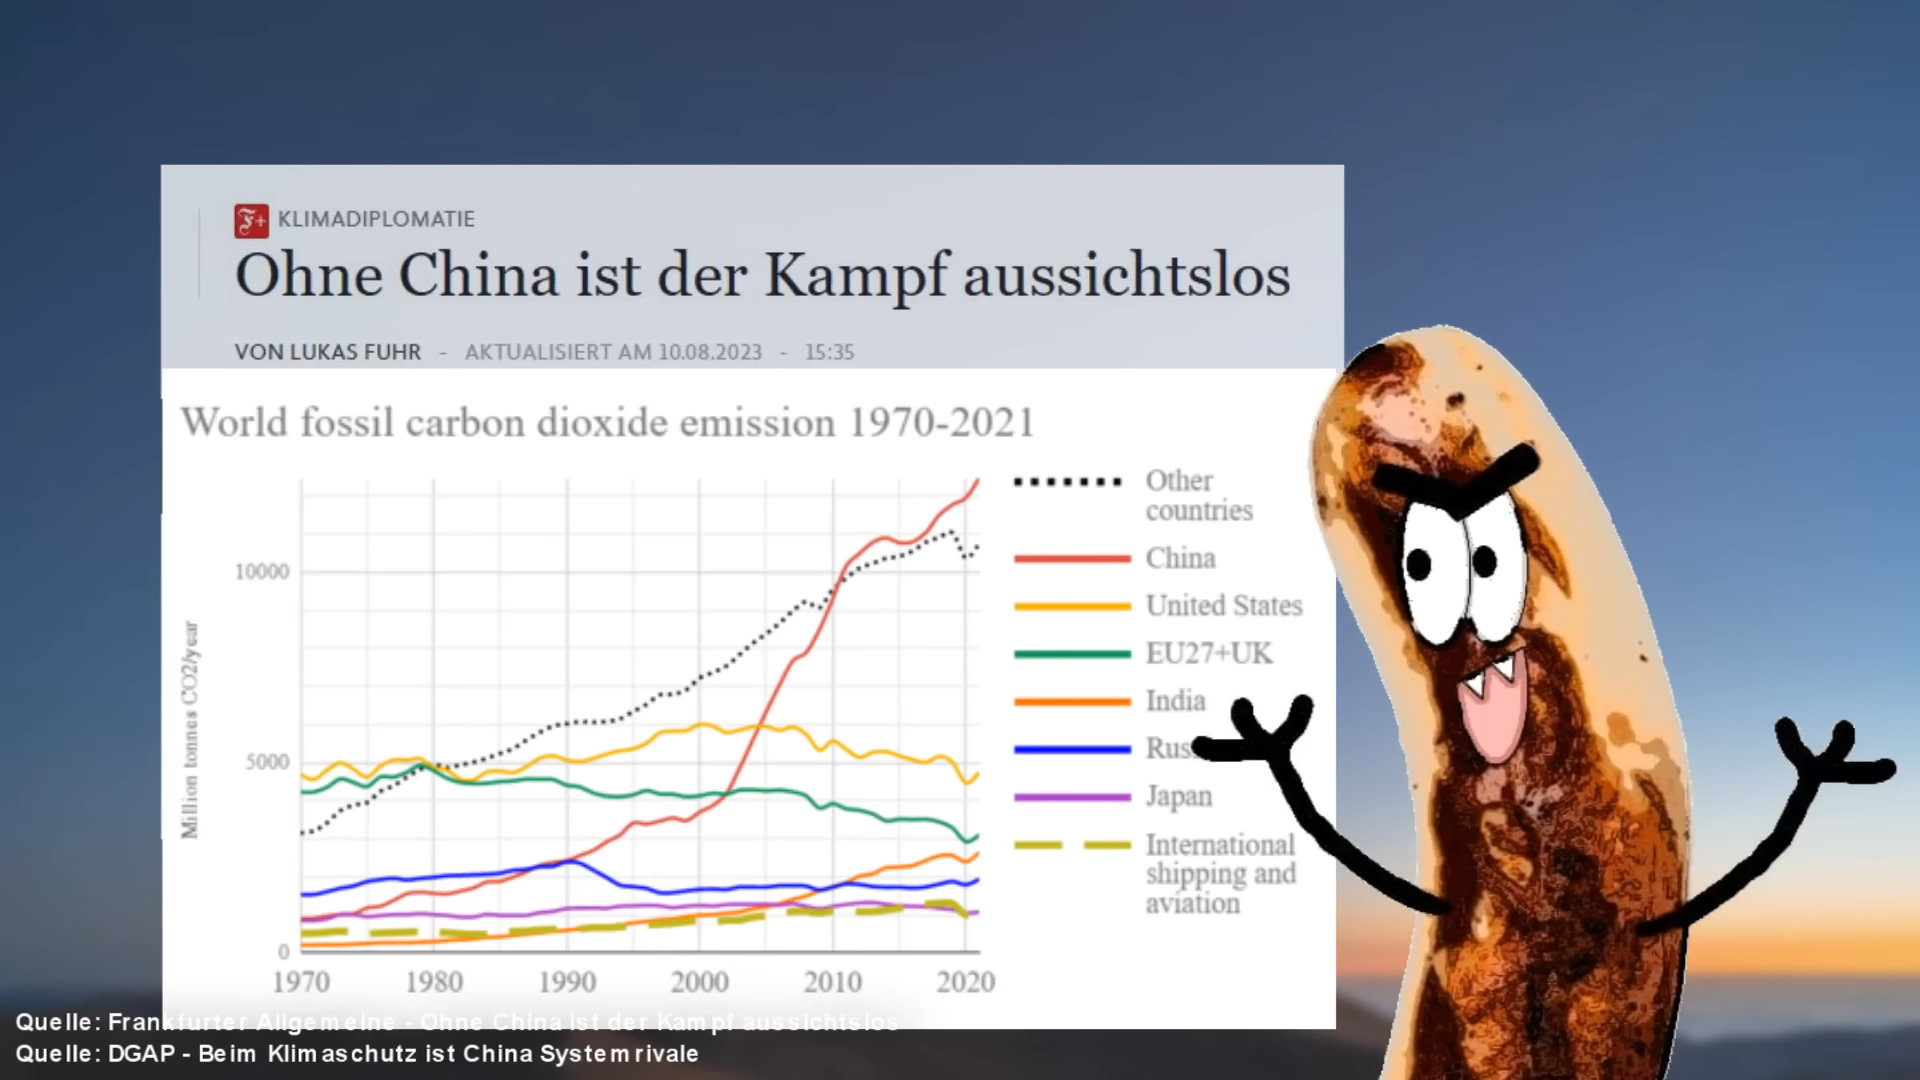 KLIMADIPLOMATIE
Ohne China ist der Kampf aussichtslos
VON LUKAS FUHR - AKTUALISIERT AM 10.08.2023 - 15:35
World fossil carbon dioxide emission 1970-2021
Million tonnes CO2/year
10000
5000
0
1970 1980 1990 2000 2010 2020
Other
countries
China
United States
EU27+UK
India
Japan
International
shipping and
aviation
Quelle: Frankfurter Allgemeine - Ohne China ist der Kampf aussichtslos
Quelle: DGAP - Beim Klimaschutz ist China Systemrivale